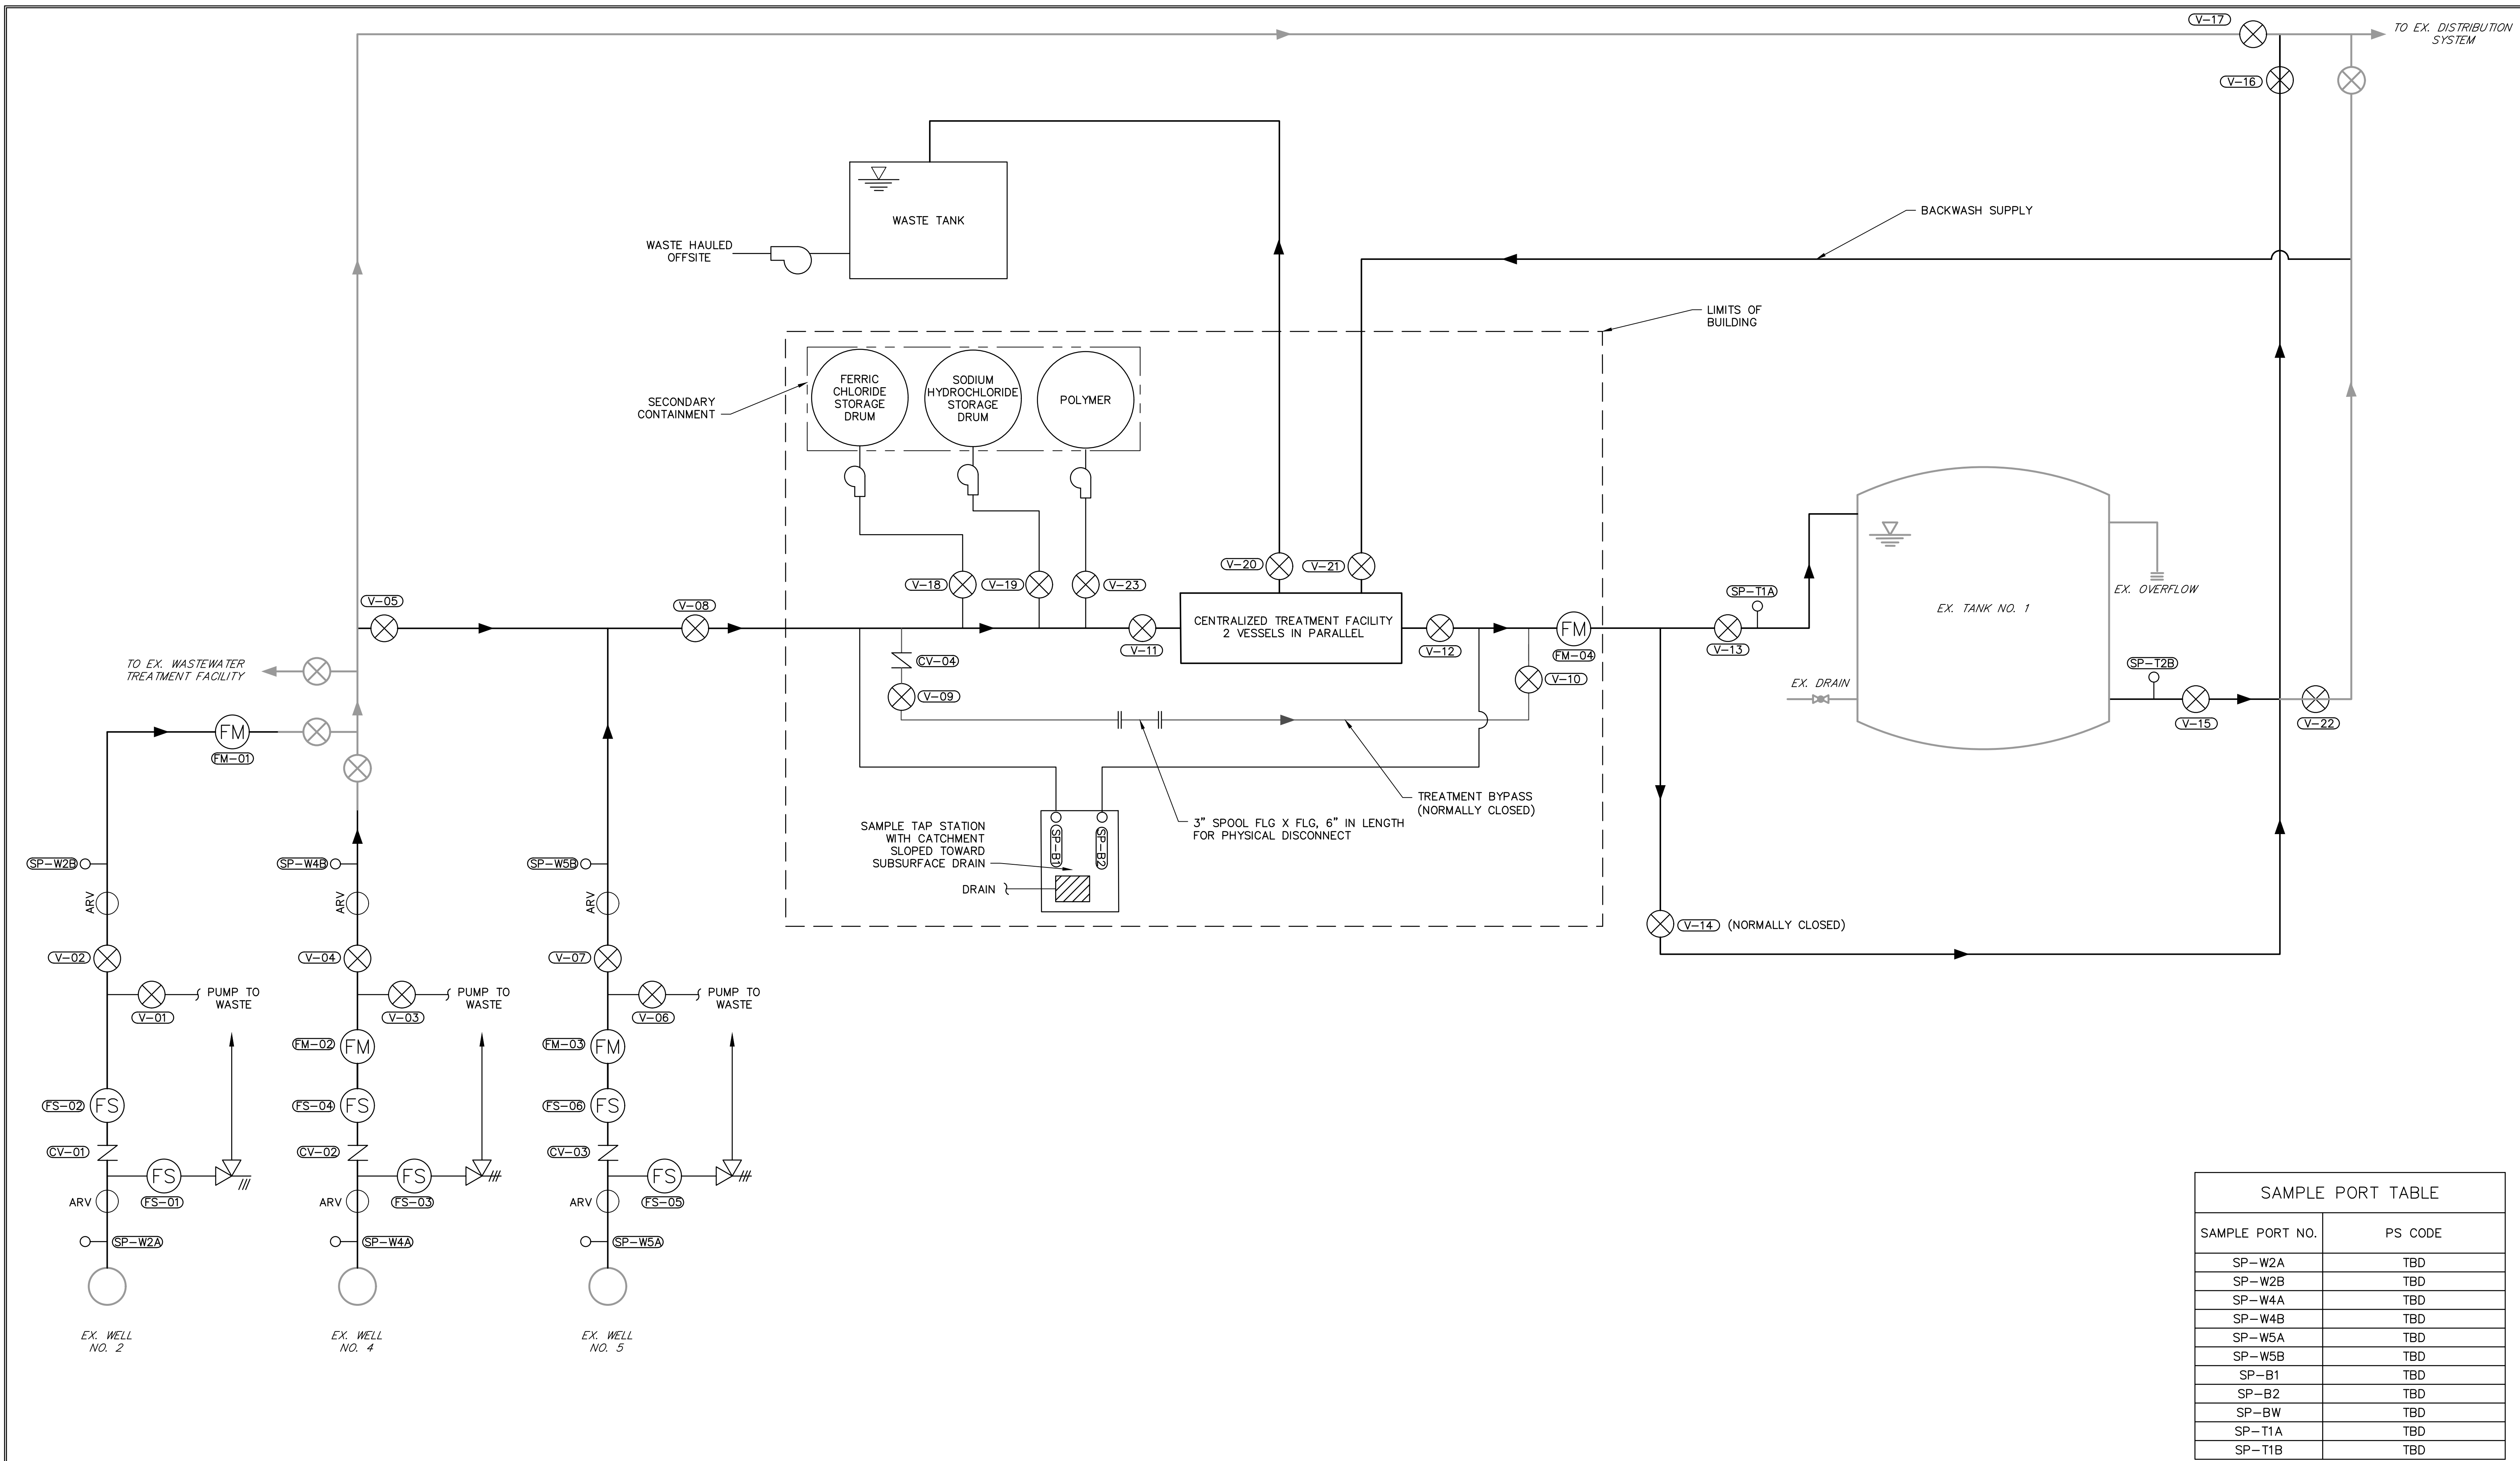 V-17
TO EX. DISTRIBUTION
SYSTEM
V-16
WASTE TANK
BACKWASH SUPPLY
WASTE HAULED
OFFSITE
LIMITS OF
BUILDING
FERRIC
CHLORIDE
STORAGE
DRUM
SODIUM
HYDROCHLORIDE
STORAGE
DRUM
POLYMER
SECONDARY
CONTAINMENT
V-20
V-21
V-18
V-19
V-23
V-05
V-08
SP-T1A
EX. OVERFLOW
EX. TANK NO. 1
CENTRALIZED TREATMENT FACILITY
2 VESSELS IN PARALLEL
FM
V-11
V-12
FM-04
V-13
CV-04
V-09
V-10
TO EX. WASTEWATER
TREATMENT FACILITY
SP-T2B
EX. DRAIN
V-15
V-22
FM
FM-01
TREATMENT BYPASS
(NORMALLY CLOSED)
3" SPOOL FLG X FLG, 6" IN LENGTH
FOR PHYSICAL DISCONNECT
SAMPLE TAP STATION
WITH CATCHMENT
SLOPED TOWARD
SUBSURFACE DRAIN
SP-B1
SP-B2
DRAIN
SP-W2B
SP-W4B
SP-W5B
ARV
ARV
ARV
V-14 (NORMALLY CLOSED)
V-02
V-04
V-07
PUMP TO
WASTE
PUMP TO
WASTE
PUMP TO
WASTE
V-01
V-03
V-06
FM-02
FM
FM-03
FM
FS-02
FS
FS-04
FS
FS-06
FS
CV-01
CV-02
CV-03
FS
FS
FS
ARV
FS-01
ARV
FS-03
ARV
FS-05
SP-W2A
SP-W4A
SP-W5A
EX. WELL
NO. 2
EX. WELL
NO. 4
EX. WELL
NO. 5
SAMPLE PORT TABLE
SAMPLE PORT NO. PS CODE
SP-W2A TBD
SP-W2B TBD
SP-W4A TBD
SP-W4B TBD
SP-W5A TBD
SP-W5B TBD
SP-B1 TBD
SP-B2 TBD
SP-BW TBD
SP-T1A TBD
SP-T1B TBD